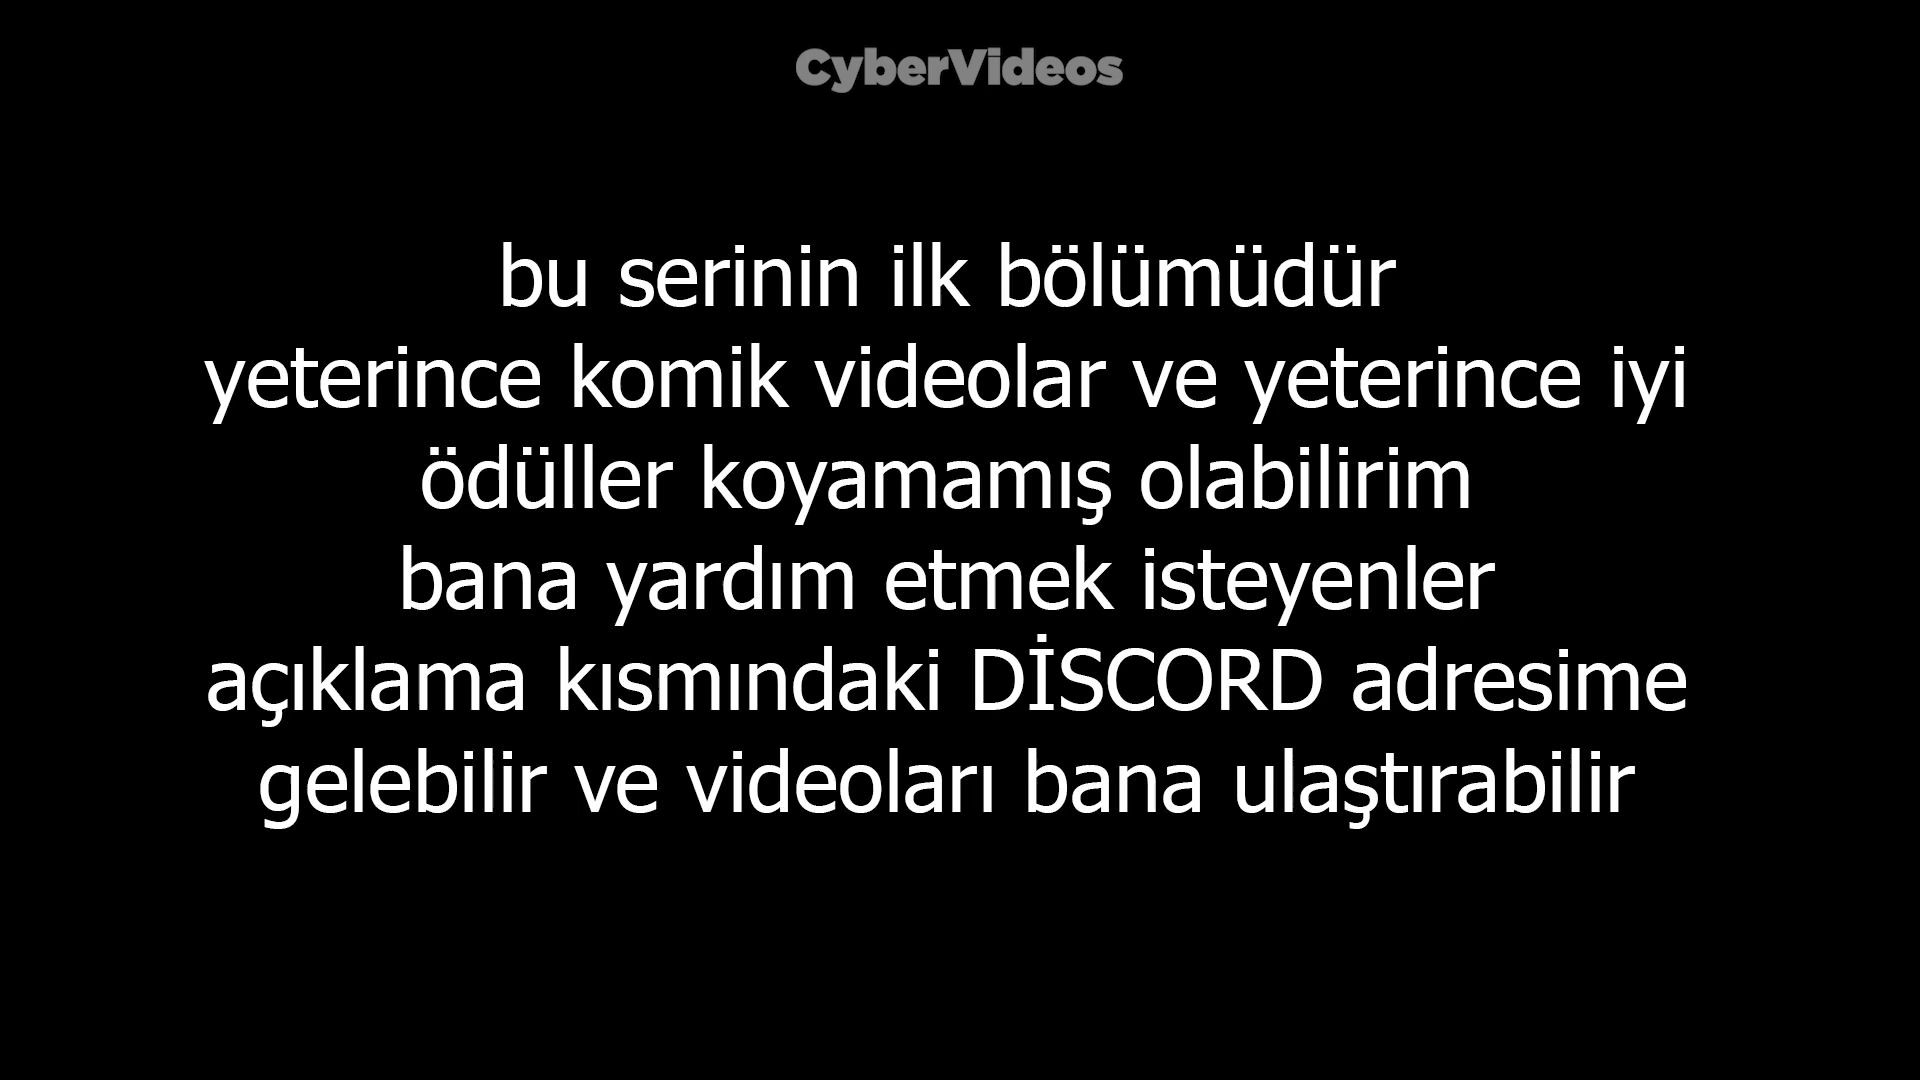 CyberVideos
bu serinin ilk bölümüdür
yeterince komik videolar ve yeterince iyi
ödüller koyamamış olabilirim
bana yardım etmek isteyenler
açıklama kısmındaki DİSCORD adresime
gelebilir ve videoları bana ulaştırabilir